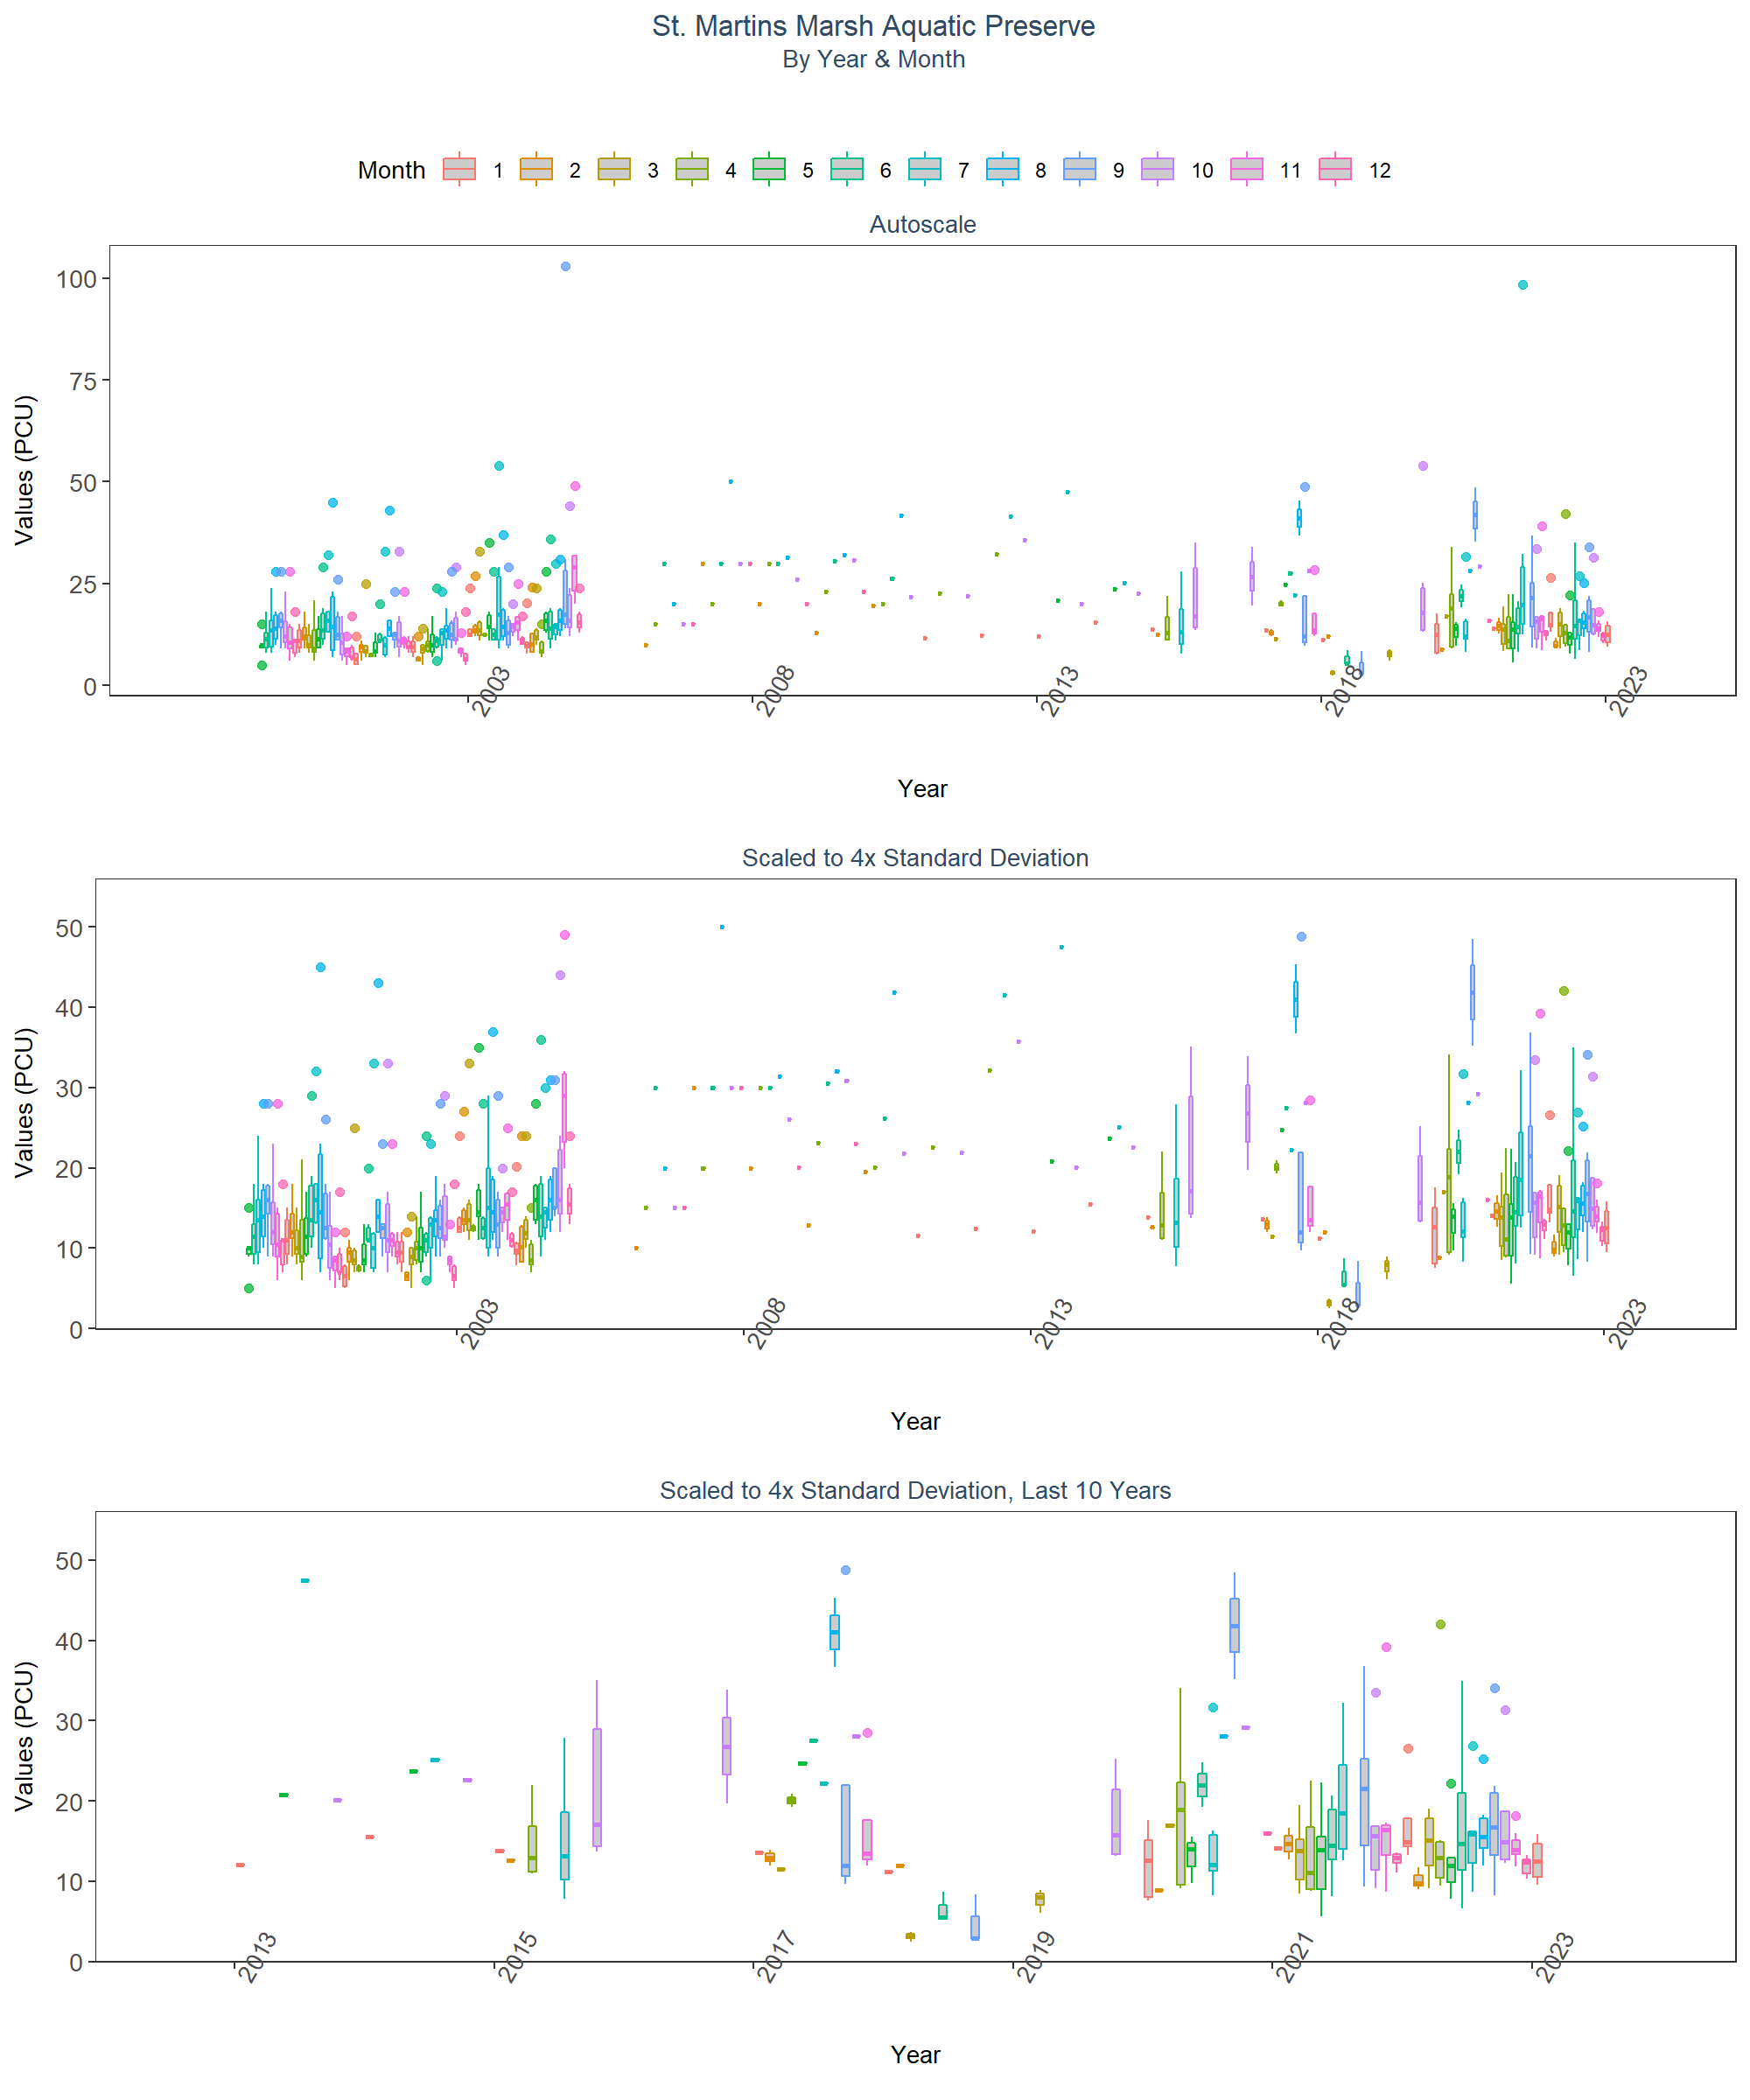 St. Martins Marsh Aquatic Preserve
By Year & Month
Month 1 2 3 4 5 6 7 8 9 10 11 12
Autoscale
Values (PCU)
100
75
50
25
0
2003 2008 2013 2018 2023
Year
Scaled to 4x Standard Deviation
Values (PCU)
50
40
30
20
10
0
2003 2008 2013 2018 2023
Year
Scaled to 4x Standard Deviation, Last 10 Years
Values (PCU)
50
40
30
20
10
0
2013 2015 2017 2019 2021 2023
Year